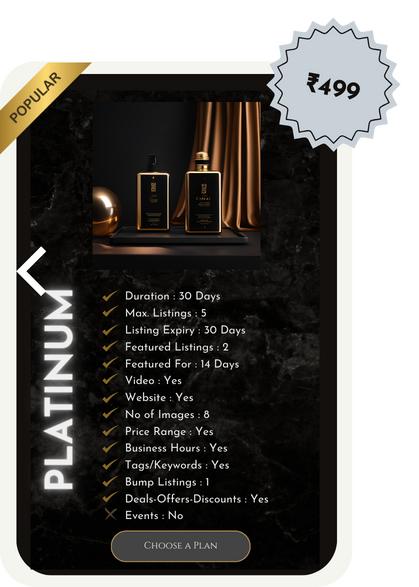 POPULAR
₹499
PLATINUM
Duration : 30 Days
Max. Listings : 5
Listing Expiry : 30 Days
Featured Listings : 2
Featured For : 14 Days
Video : Yes
Website : Yes
No of Images : 8
Price Range : Yes
Business Hours : Yes
Tags/Keywords : Yes
Bump Listings : 1
Deals-Offers-Discounts : Yes
Events : No
Choose a Plan